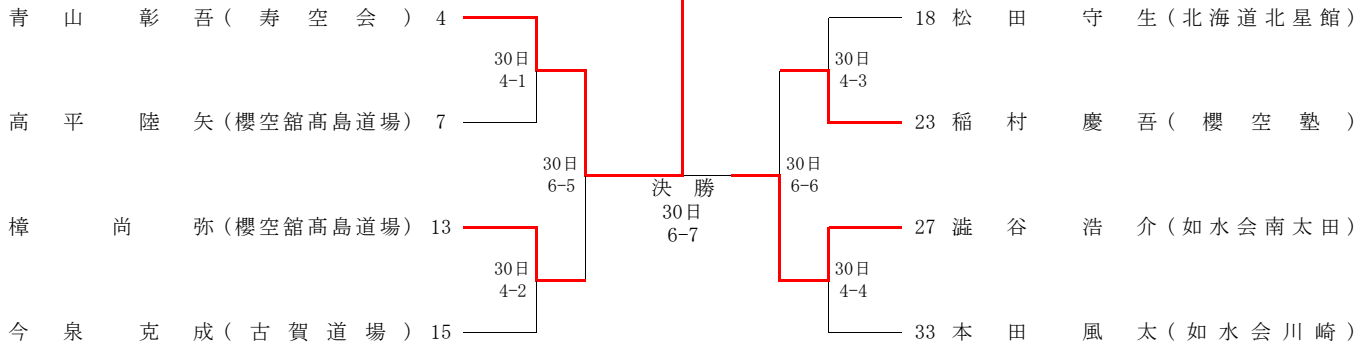 青山彰吾(寿空会) 4
18 松田守生(北海道北星館)
30日
4-1
30日
4-3
高平陸矢(櫻空舘髙島道場) 7
23 稲村慶吾(櫻空塾)
30日
6-5
30日
6-6
決勝
30日
6-7
樟尚弥(櫻空舘髙島道場) 13
27 澁谷浩介(如水会南太田)
30日
4-2
30日
4-4
今泉克成(古賀道場) 15
33 本田風太(如水会川崎)